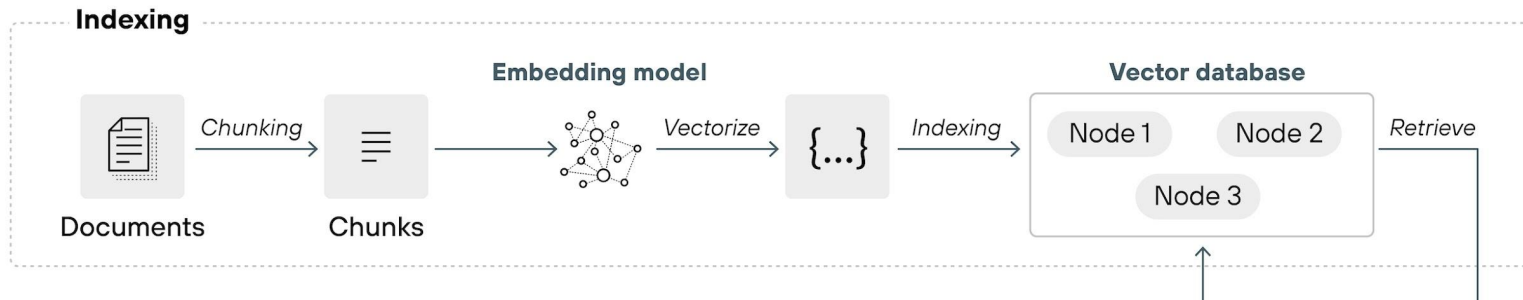 Indexing
Embedding model
Vector database
Chunking
Vectorize
{...}
Indexing
Node 1
Node 2
Retrieve
Node 3
Documents
Chunks